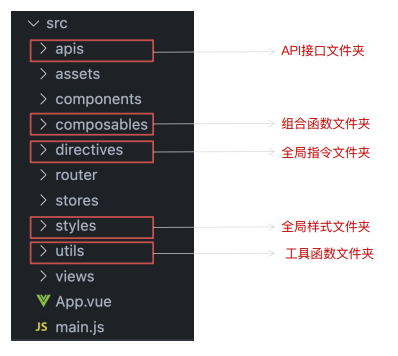 src
apis
API接口文件夹
assets
components
composables
组合函数文件夹
directives
全局指令文件夹
router
stores
styles
全局样式文件夹
utils
工具函数文件夹
views
App.vue
JS main.js